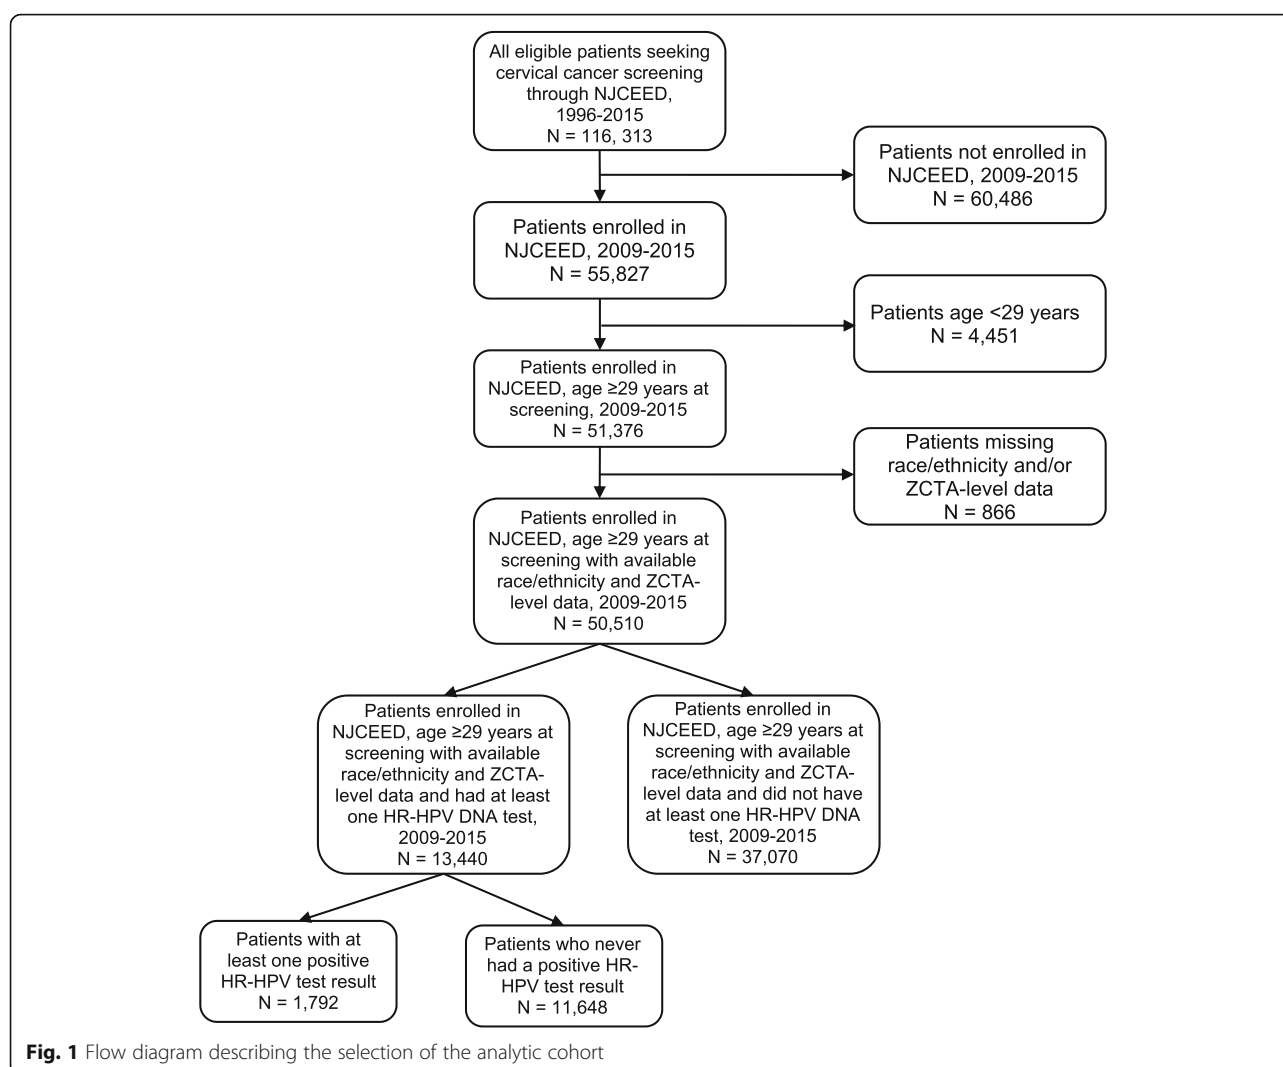 All eligible patients seeking
cervical cancer screening
through NJCEED,
1996-2015
N = 116, 313
Patients not enrolled in
NJCEED, 2009-2015
N = 60,486
Patients enrolled in
NJCEED, 2009-2015
N = 55,827
Patients age <29 years
N = 4,451
Patients enrolled in
NJCEED, age ≥29 years at
screening, 2009-2015
N = 51,376
Patients missing
race/ethnicity and/or
ZCTA-level data
N = 866
Patients enrolled in
NJCEED, age ≥29 years at
screening with available
race/ethnicity and ZCTA-
level data, 2009-2015
N = 50,510
Patients enrolled in
NJCEED, age ≥29 years at
screening with available
race/ethnicity and ZCTA-
level data and had at least
one HR-HPV DNA test,
2009-2015
N = 13,440
Patients enrolled in
NJCEED, age ≥29 years at
screening with available
race/ethnicity and ZCTA-
level data and did not have
at least one HR-HPV DNA
test, 2009-2015
N = 37,070
Patients with at
least one positive
HR-HPV test result
N = 1,792
Patients who never
had a positive HR-
HPV test result
N = 11,648
Fig. 1 Flow diagram describing the selection of the analytic cohort